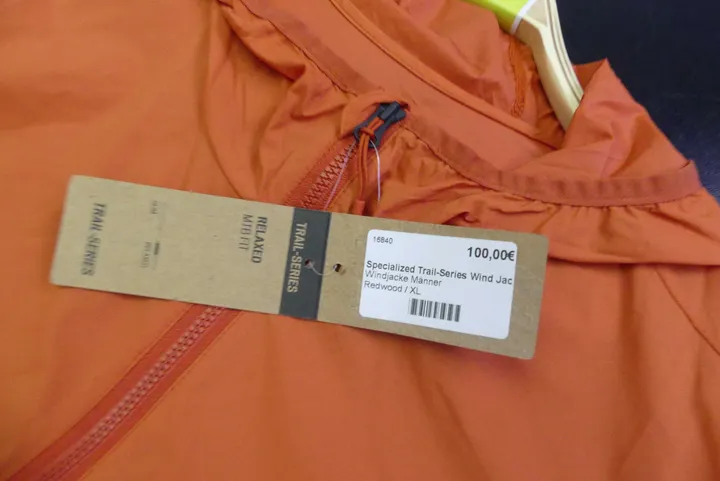 16840
100,00€
Specialized Trail-Series Wind Jac
Windjacke Männer
Redwood / XL
TRAIL-SERIES
RELAXED
MTB FIT
TRAIL-SERIES
RELAXED